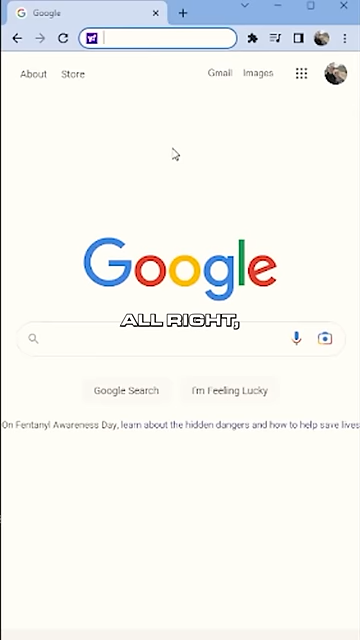 Google
About Store Gmail Images
Google
ALL RIGHT,
Google Search I'm Feeling Lucky
On Fentanyl Awareness Day, learn about the hidden dangers and how to help save lives